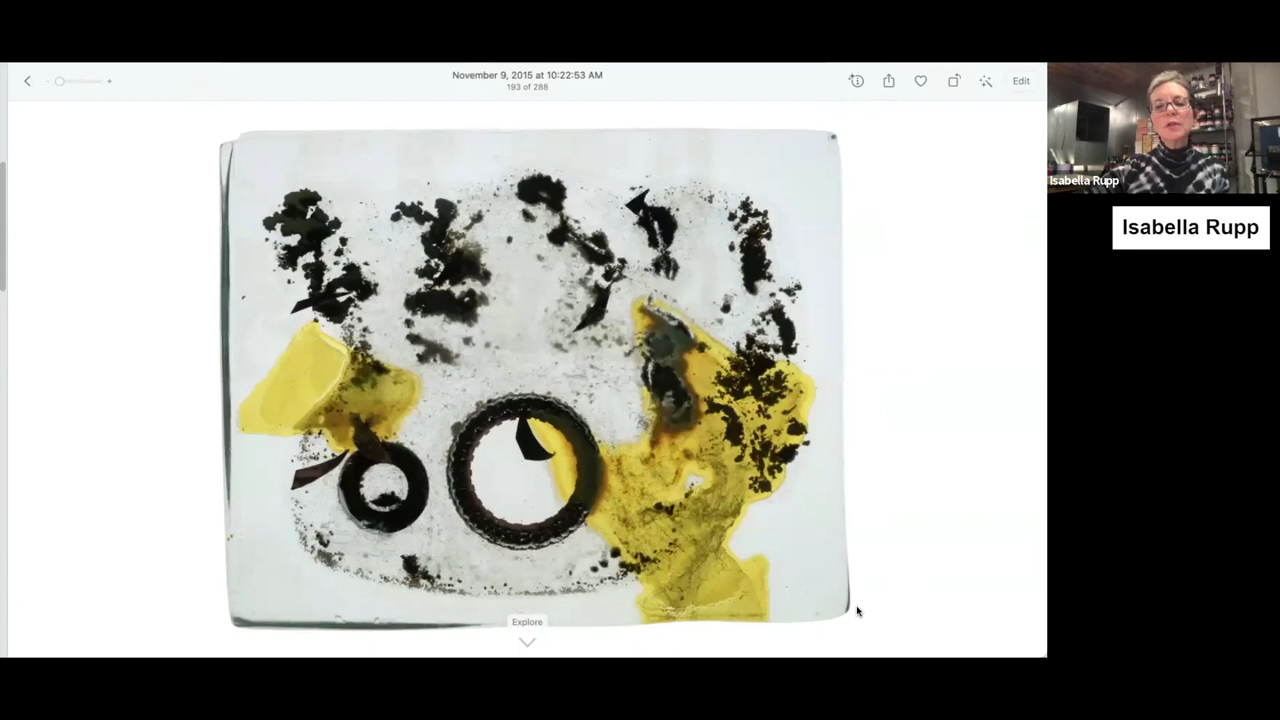 November 9, 2015 at 10:22:53 AM
193 of 288
Edit
Isabella Rupp
Isabella Rupp
Explore